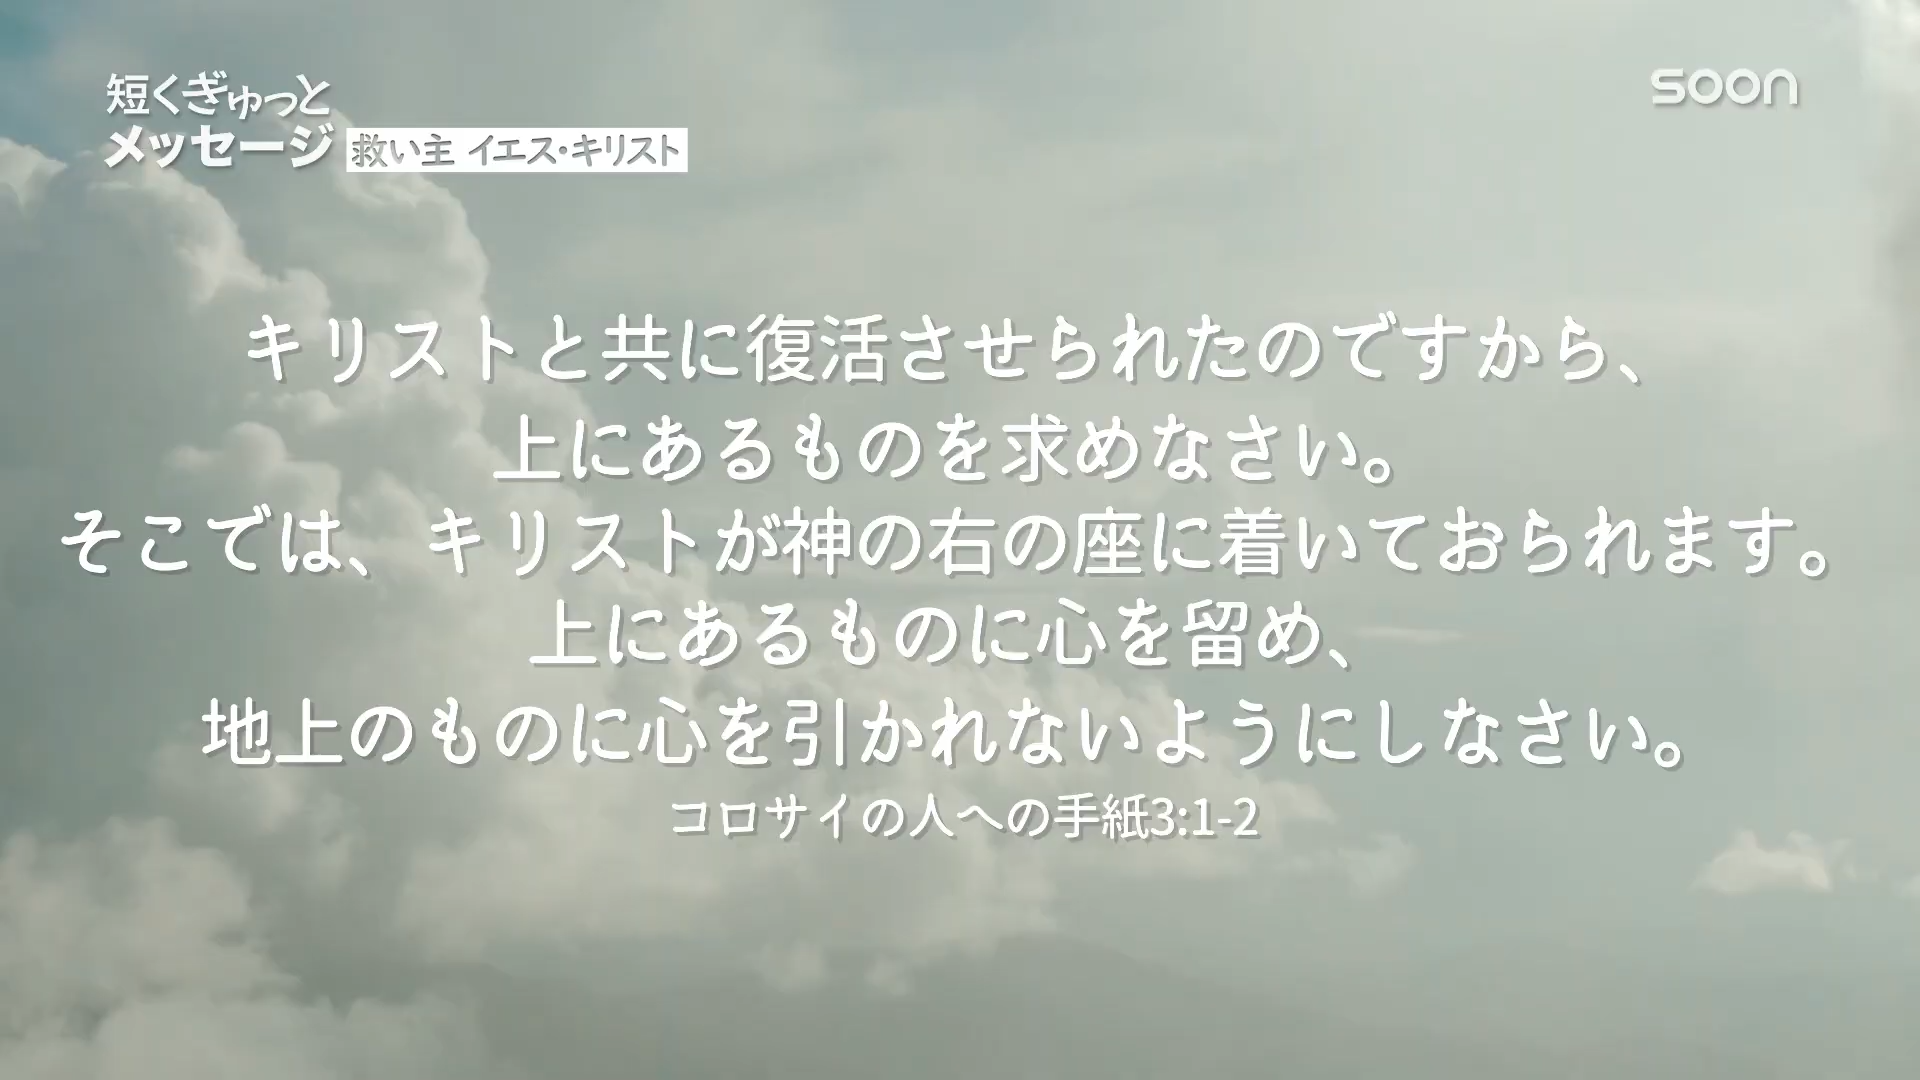 短くぎゅっと
メッセージ 救い主 イエス・キリスト
soon
キリストと共に復活させられたのですから、
上にあるものを求めなさい。
そこでは、キリストが神の右の座に着いておられます。
上にあるものに心を留め、
地上のものに心を引かれないようにしなさい。
コロサイの人への手紙3:1-2